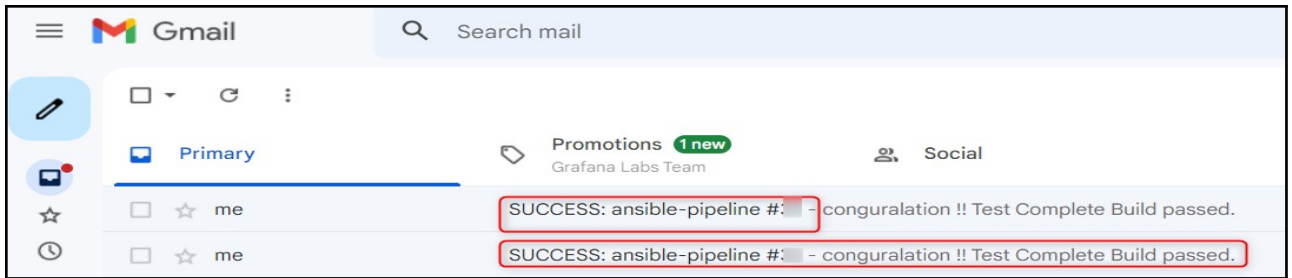 Gmail
Search mail
Primary
Promotions 1 new
Grafana Labs Team
Social
me SUCCESS: ansible-pipeline # - conguralation !! Test Complete Build passed.
me SUCCESS: ansible-pipeline # - conguralation !! Test Complete Build passed.